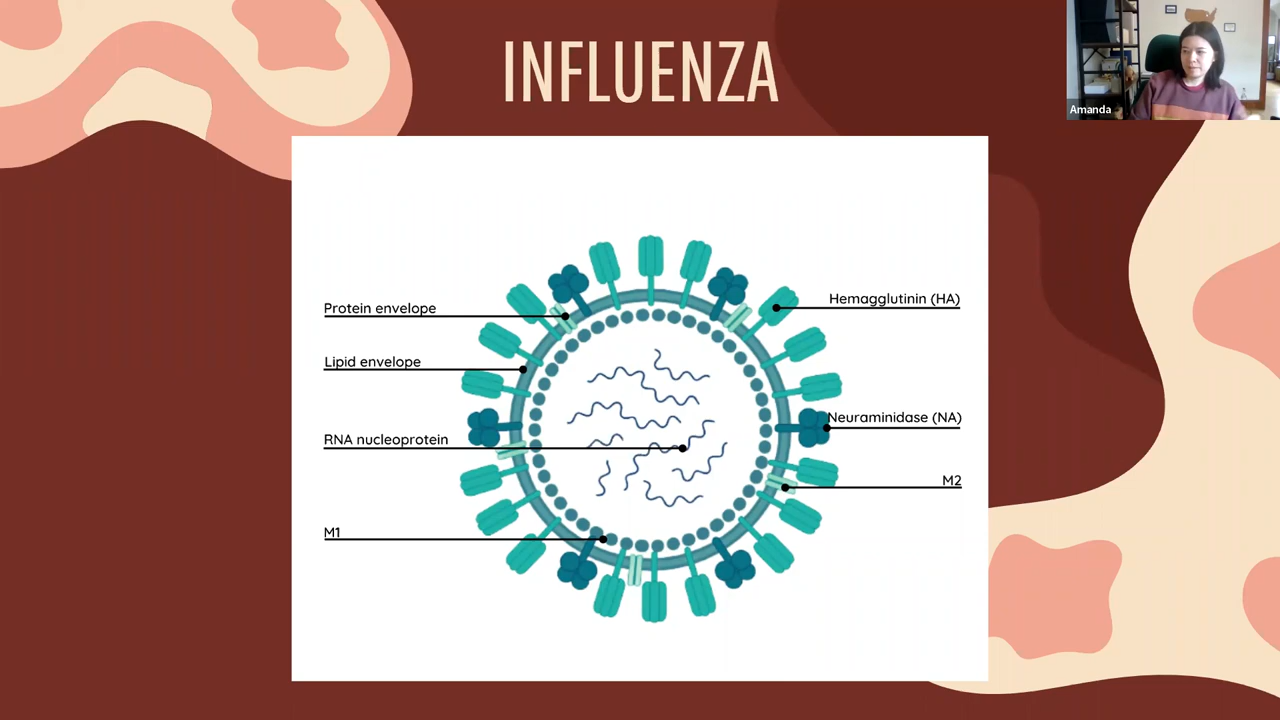 INFLUENZA
Amanda
Protein envelope
Lipid envelope
RNA nucleoprotein
M1
Hemagglutinin (HA)
Neuraminidase (NA)
M2